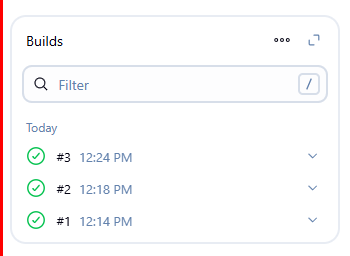 Builds
Filter /
Today
#3 12:24 PM
#2 12:18 PM
#1 12:14 PM